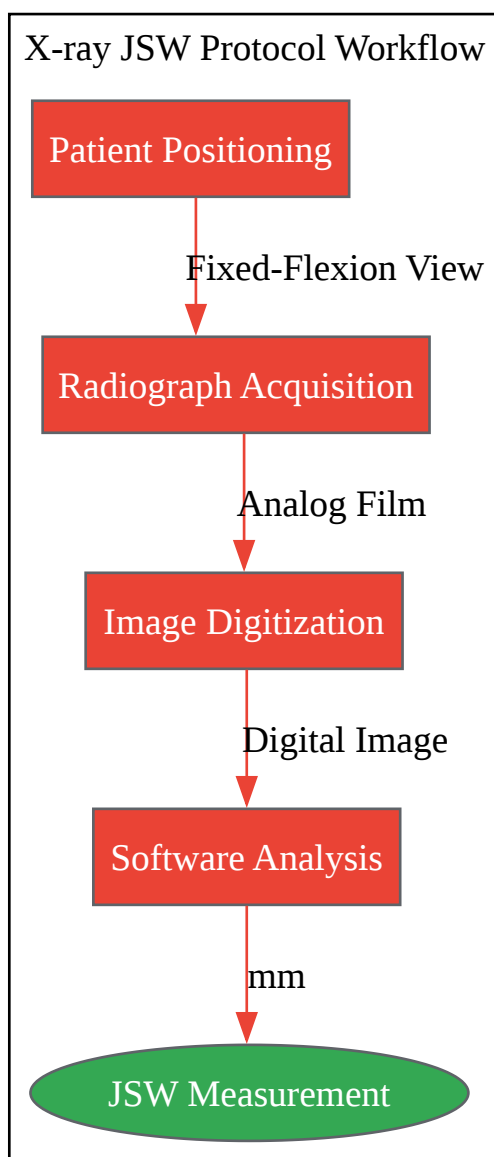 X-ray JSW Protocol Workflow
Patient Positioning
Fixed-Flexion View
Radiograph Acquisition
Analog Film
Image Digitization
Digital Image
Software Analysis
mm
JSW Measurement